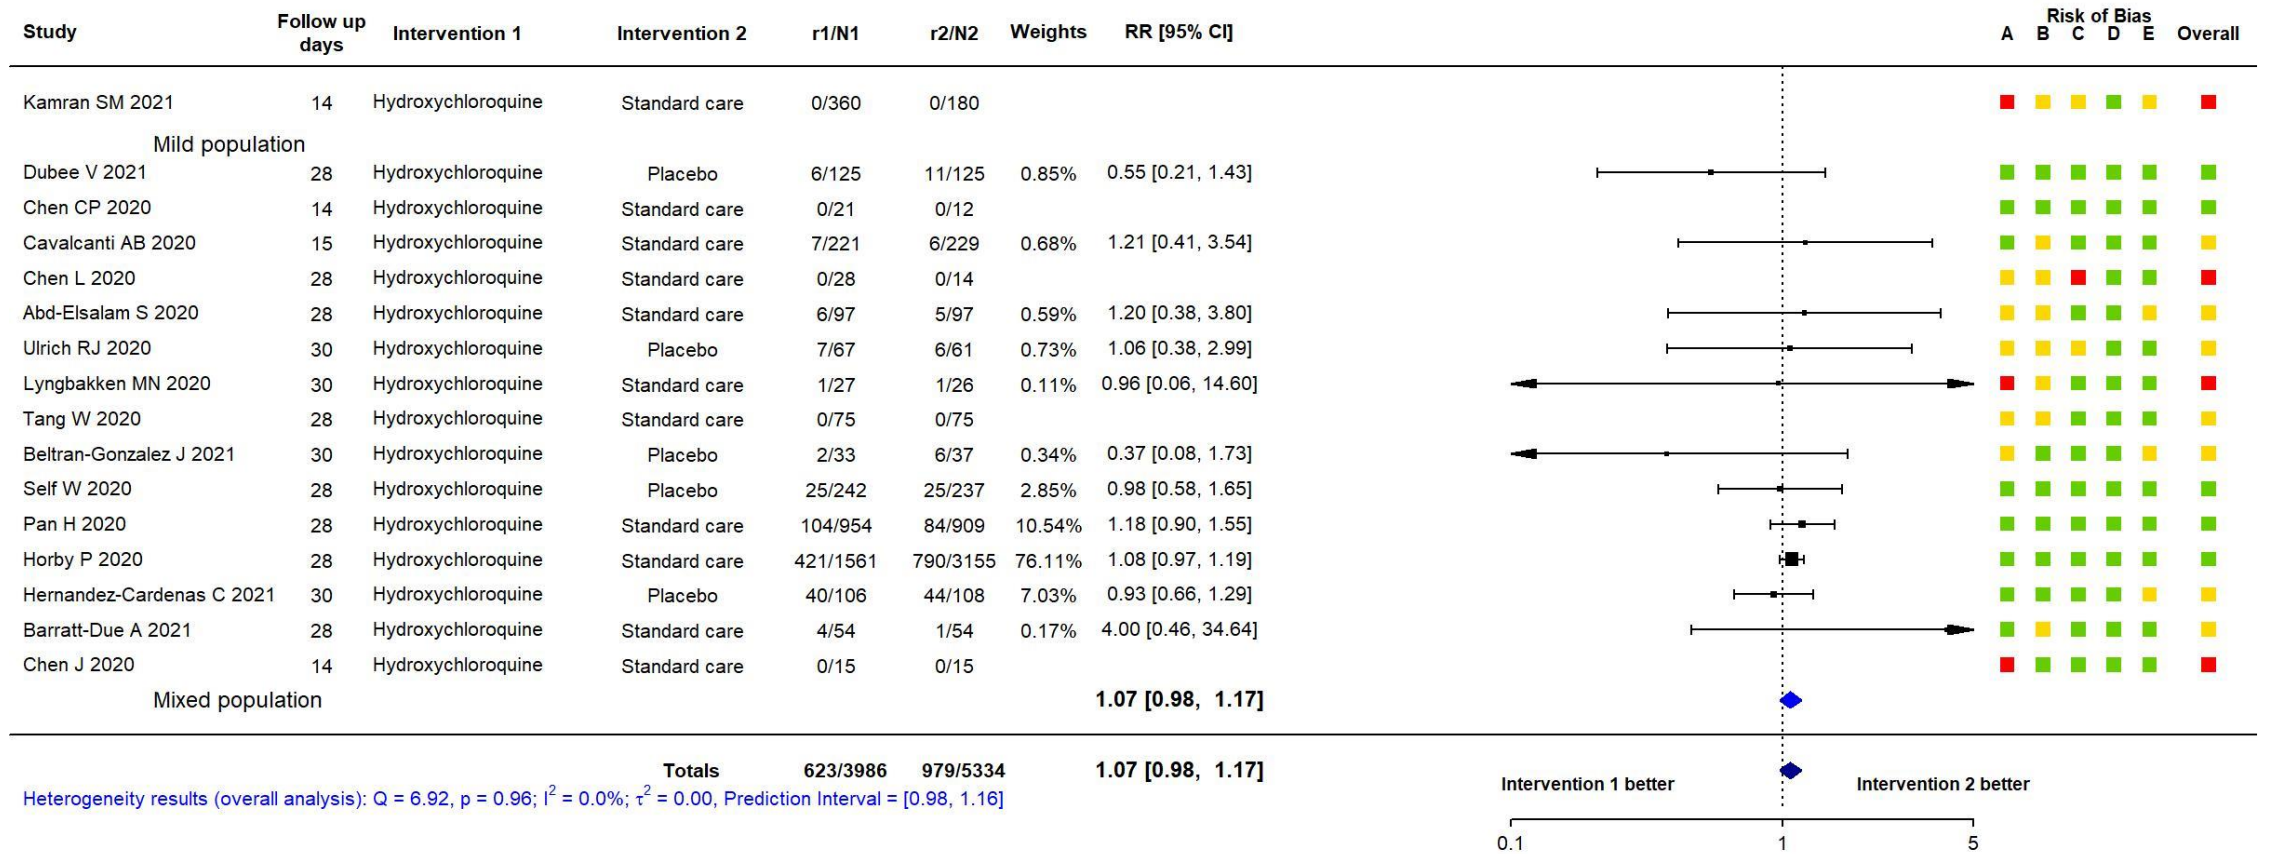 Study Follow up days Intervention 1 Intervention 2 r1/N1 r2/N2 Weights RR [95% CI] Risk of Bias A B C D E Overall
Kamran SM 2021 14 Hydroxychloroquine Standard care 0/360 0/180
Mild population
Dubee V 2021 28 Hydroxychloroquine Placebo 6/125 11/125 0.85% 0.55 [0.21, 1.43]
Chen CP 2020 14 Hydroxychloroquine Standard care 0/21 0/12
Cavalcanti AB 2020 15 Hydroxychloroquine Standard care 7/221 6/229 0.68% 1.21 [0.41, 3.54]
Chen L 2020 28 Hydroxychloroquine Standard care 0/28 0/14
Abd-Elsalam S 2020 28 Hydroxychloroquine Standard care 6/97 5/97 0.59% 1.20 [0.38, 3.80]
Ulrich RJ 2020 30 Hydroxychloroquine Placebo 7/67 6/61 0.73% 1.06 [0.38, 2.99]
Lyngbakken MN 2020 30 Hydroxychloroquine Standard care 1/27 1/26 0.11% 0.96 [0.06, 14.60]
Tang W 2020 28 Hydroxychloroquine Standard care 0/75 0/75
Beltran-Gonzalez J 2021 30 Hydroxychloroquine Placebo 2/33 6/37 0.34% 0.37 [0.08, 1.73]
Self W 2020 28 Hydroxychloroquine Placebo 25/242 25/237 2.85% 0.98 [0.58, 1.65]
Pan H 2020 28 Hydroxychloroquine Standard care 104/954 84/909 10.54% 1.18 [0.90, 1.55]
Horby P 2020 28 Hydroxychloroquine Standard care 421/1561 790/3155 76.11% 1.08 [0.97, 1.19]
Hernandez-Cardenas C 2021 30 Hydroxychloroquine Placebo 40/106 44/108 7.03% 0.93 [0.66, 1.29]
Barratt-Due A 2021 28 Hydroxychloroquine Standard care 4/54 1/54 0.17% 4.00 [0.46, 34.64]
Chen J 2020 14 Hydroxychloroquine Standard care 0/15 0/15
Mixed population 1.07 [0.98, 1.17]
Totals 623/3986 979/5334 1.07 [0.98, 1.17]
Intervention 1 better Intervention 2 better
Heterogeneity results (overall analysis): Q = 6.92, p = 0.96; I² = 0.0%; τ² = 0.00, Prediction Interval = [0.98, 1.16]
0.1 1 5